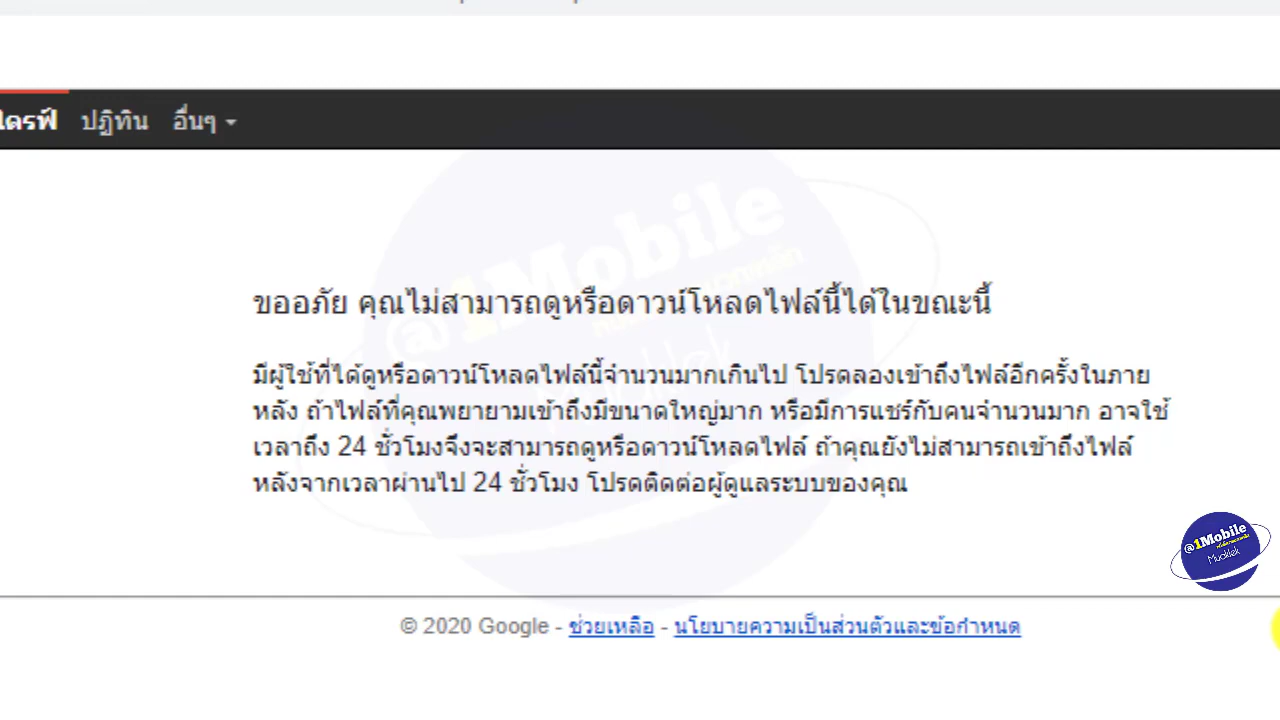 ไดรฟ์ ปฏิทิน อื่นๆ
@1Mobile
ขออภัย คุณไม่สามารถดูหรือดาวน์โหลดไฟล์นี้ได้ในขณะนี้
มีผู้ใช้ที่ได้ดูหรือดาวน์โหลดไฟล์นี้จำนวนมากเกินไป โปรดลองเข้าถึงไฟล์อีกครั้งในภาย
หลัง ถ้าไฟล์ที่คุณพยายามเข้าถึงมีขนาดใหญ่มาก หรือมีการแชร์กับคนจำนวนมาก อาจใช้
เวลาถึง 24 ชั่วโมงจึงจะสามารถดูหรือดาวน์โหลดไฟล์ ถ้าคุณยังไม่สามารถเข้าถึงไฟล์
หลังจากเวลาผ่านไป 24 ชั่วโมง โปรดติดต่อผู้ดูแลระบบของคุณ
@1Mobile
Muaklek
© 2020 Google - ช่วยเหลือ - นโยบายความเป็นส่วนตัวและข้อกำหนด